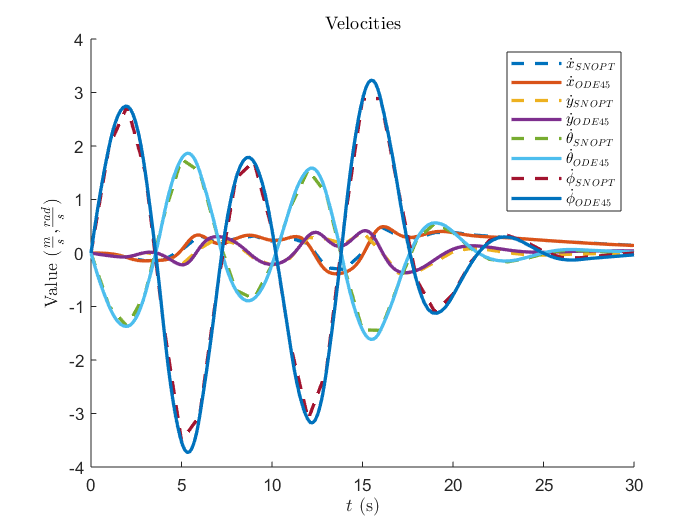 Velocities
Value ( m/s , rad/s )
4
3
2
1
0
-1
-2
-3
-4
0 5 10 15 20 25 30
t (s)
ẋ_SNOPT
ẋ_ODE45
ẏ_SNOPT
ẏ_ODE45
θ̇_SNOPT
θ̇_ODE45
ϕ̇_SNOPT
ϕ̇_ODE45